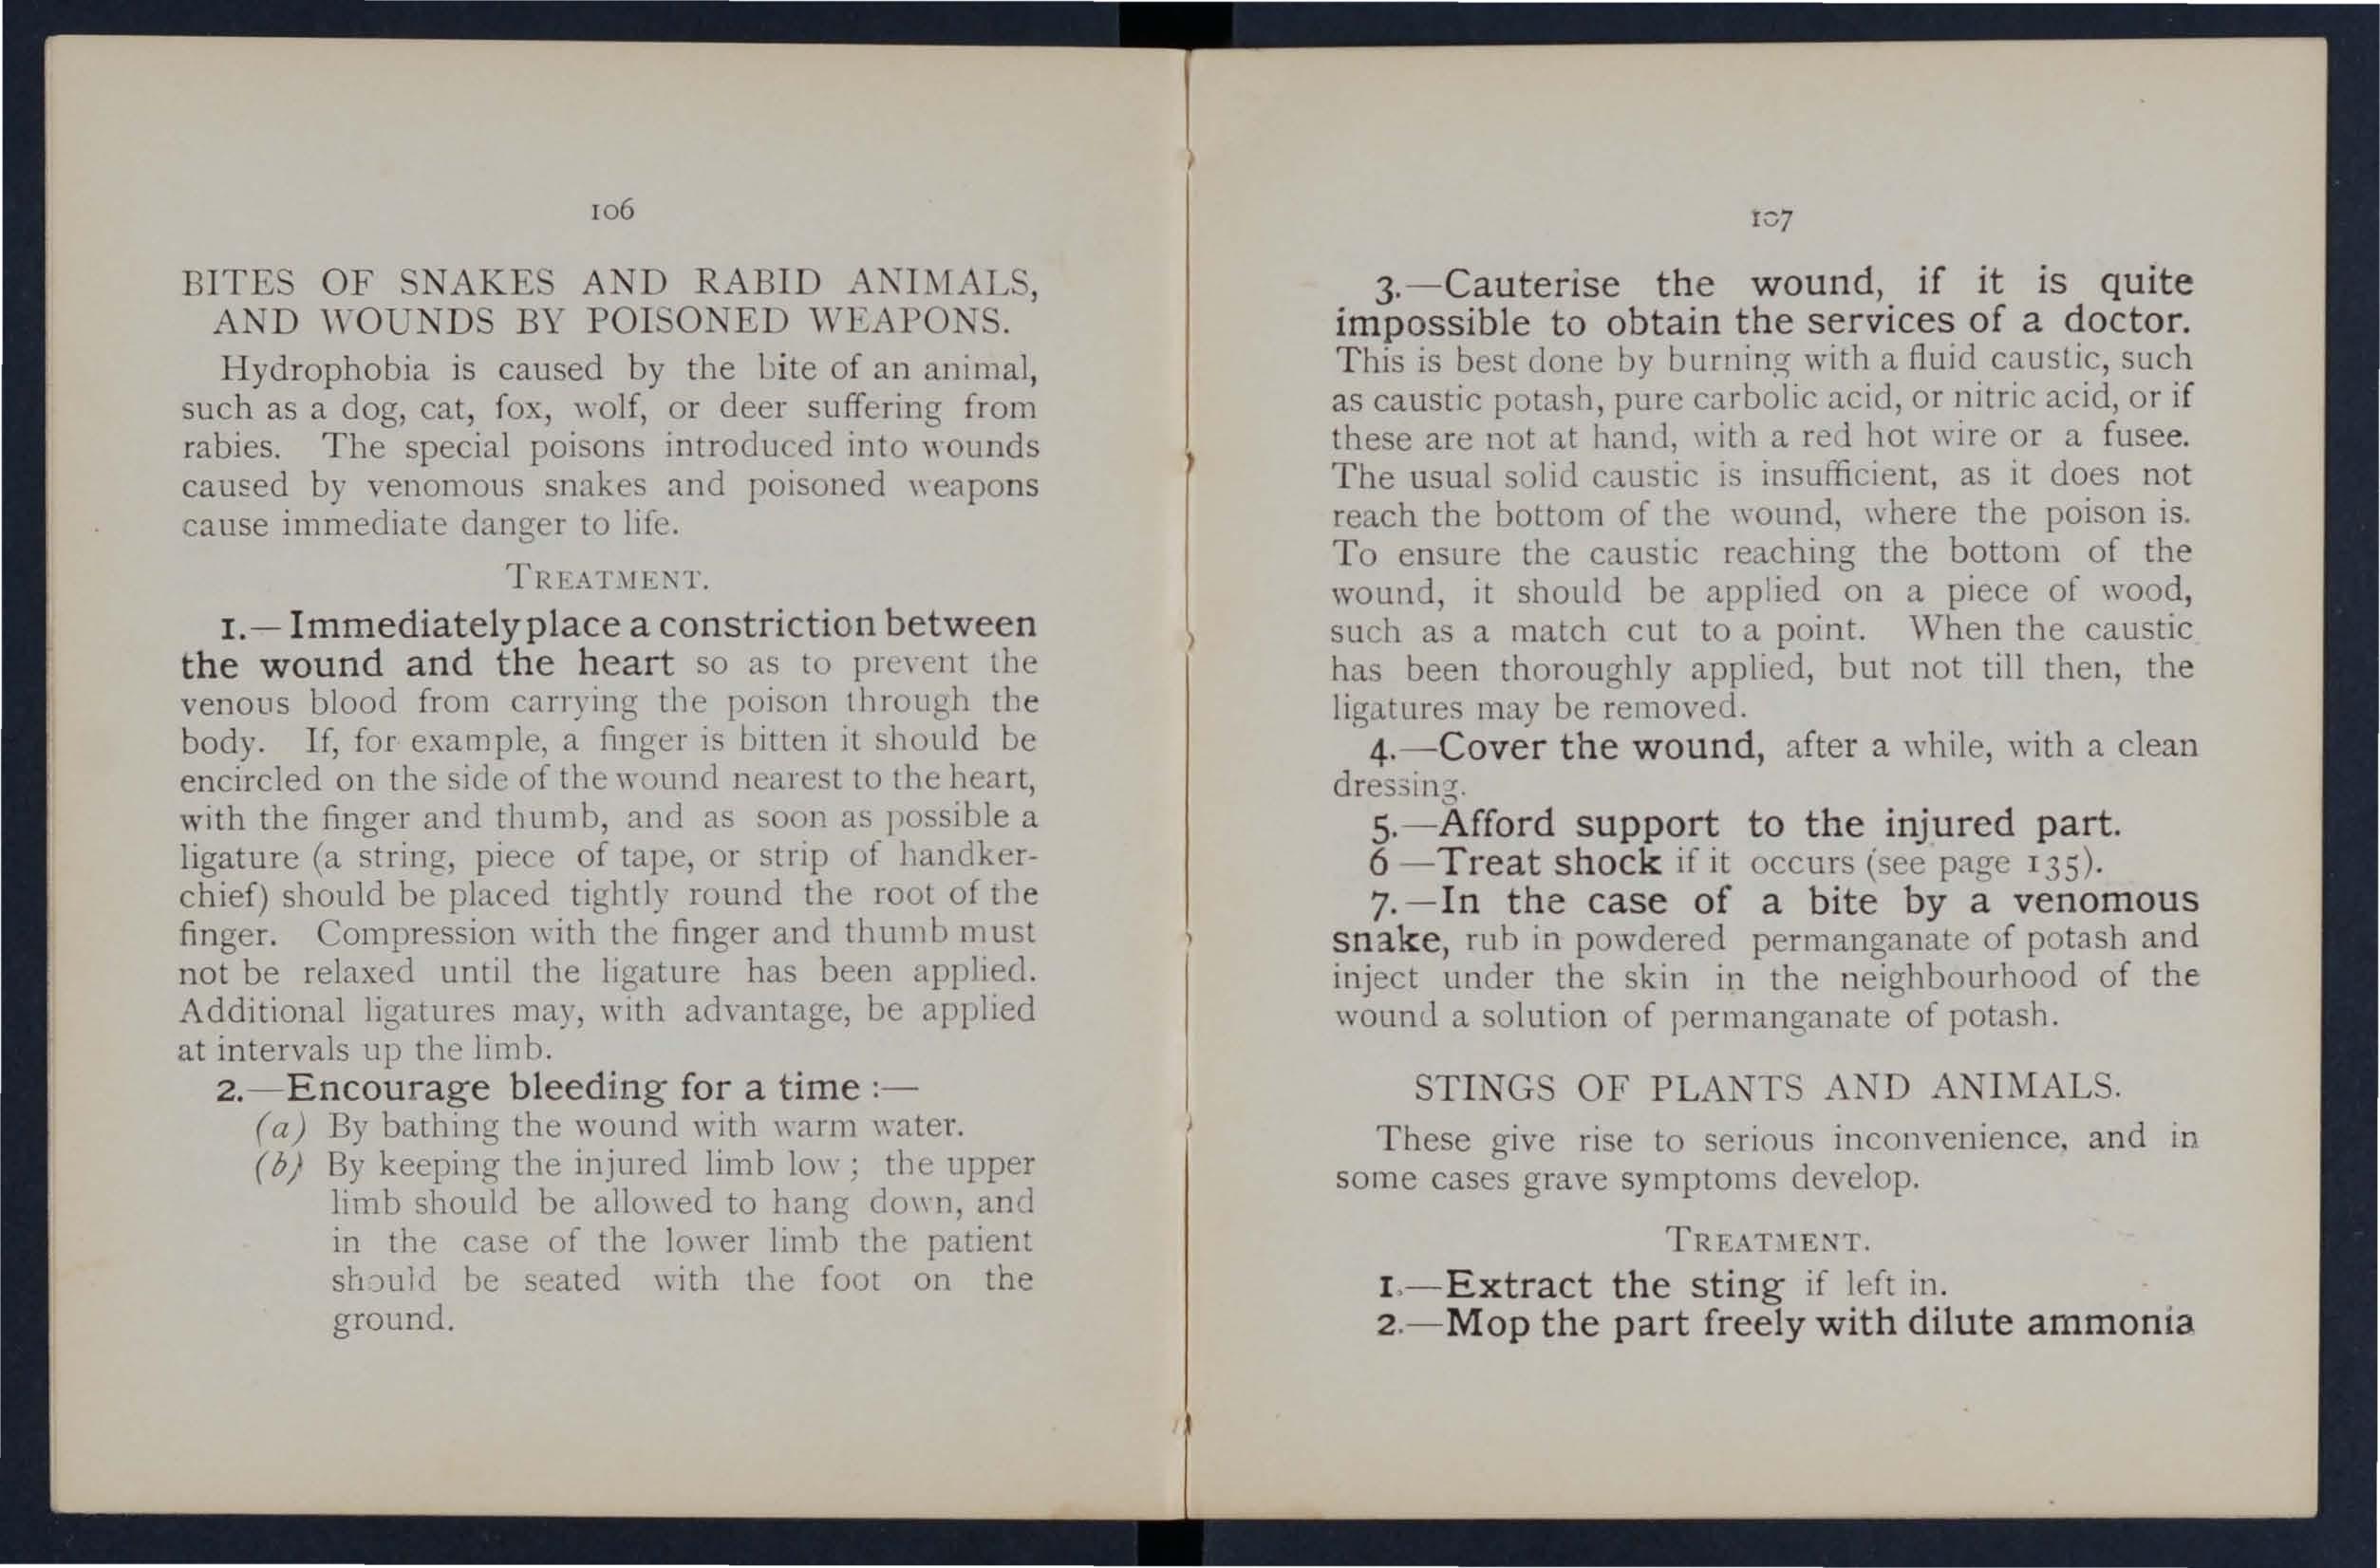 106
BITES OF SNAKES AND RABID ANIMALS,
AND WOUNDS BY POISONED WEAPONS.
Hydrophobia is caused by the bite of an animal,
such as a dog, cat, fox, wolf, or deer suffering from
rabies. The special poisons introduced into wounds
caused by venomous snakes and poisoned weapons
cause immediate danger to life.
TREATMENT.
1.—Immediately place a constriction between
the wound and the heart so as to prevent the
venous blood from carrying the poison through the
body. If, for example, a finger is bitten it should be
encircled on the side of the wound nearest to the heart,
with the finger and thumb, and as soon as possible a
ligature (a string, piece of tape, or strip of handker-
chief) should be placed tightly round the root of the
finger. Compression with the finger and thumb must
not be relaxed until the ligature has been applied.
Additional ligatures may, with advantage, be applied
at intervals up the limb.
2.—Encourage bleeding for a time :—
(a) By bathing the wound with warm water.
(b) By keeping the injured limb low ; the upper
limb should be allowed to hang down, and
in the case of the lower limb the patient
should be seated with the foot on the
ground.
107
3.—Cauterise the wound, if it is quite
impossible to obtain the services of a doctor.
This is best done by burning with a fluid caustic, such
as caustic potash, pure carbolic acid, or nitric acid, or if
these are not at hand, with a red hot wire or a fusee.
The usual solid caustic is insufficient, as it does not
reach the bottom of the wound, where the poison is.
To ensure the caustic reaching the bottom of the
wound, it should be applied on a piece of wood,
such as a match cut to a point. When the caustic
has been thoroughly applied, but not till then, the
ligatures may be removed.
4.—Cover the wound, after a while, with a clean
dressing.
5.—Afford support to the injured part.
6 —Treat shock if it occurs (see page 135).
7.—In the case of a bite by a venomous
snake, rub in powdered permanganate of potash and
inject under the skin in the neighbourhood of the
wound a solution of permanganate of potash.
STINGS OF PLANTS AND ANIMALS.
These give rise to serious inconvenience, and in
some cases grave symptoms develop.
TREATMENT.
1.—Extract the sting if left in.
2.—Mop the part freely with dilute ammonia